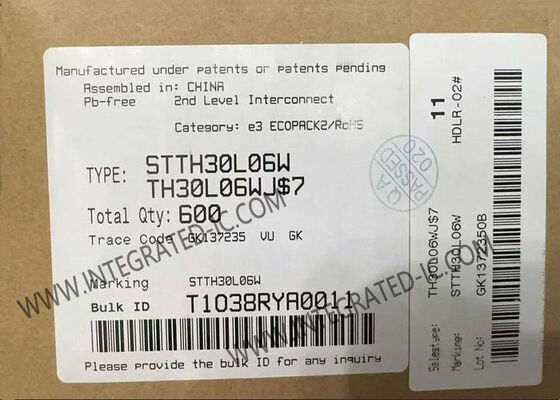 Manufactured under patents or patents pending
Assembled in: CHINA
Pb-free 2nd Level Interconnect
Category: e3 ECOPACK2/RoHS
TYPE: STTH30L06W
TH30L06WJ$7
Total Qty: 600
Trace Code GK137235 VU GK
Marking STTH30L06W
Bulk ID T1038RYA0011
Please provide the bulk ID for any inquiry
QA
PASSED
020
11
HDLR-02#
Salestype: TH30L06WJ$7
Marking: STTH30L06W
Lot No: GK1372350B
WWW.INTEGRATED-IC.COM
WWW.INTEGRATED-IC.COM